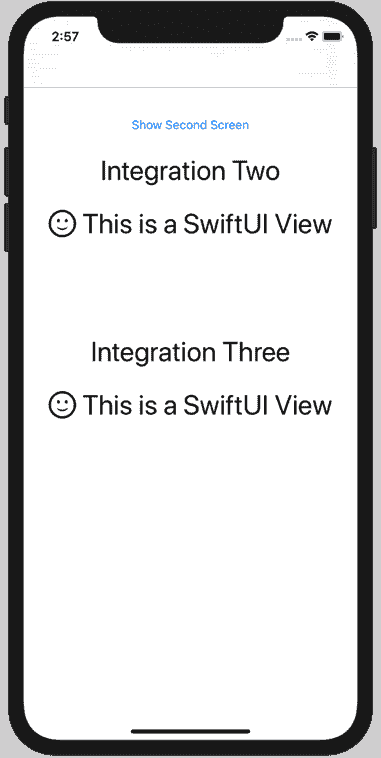 2:57
Show Second Screen
Integration Two
This is a SwiftUI View
Integration Three
This is a SwiftUI View